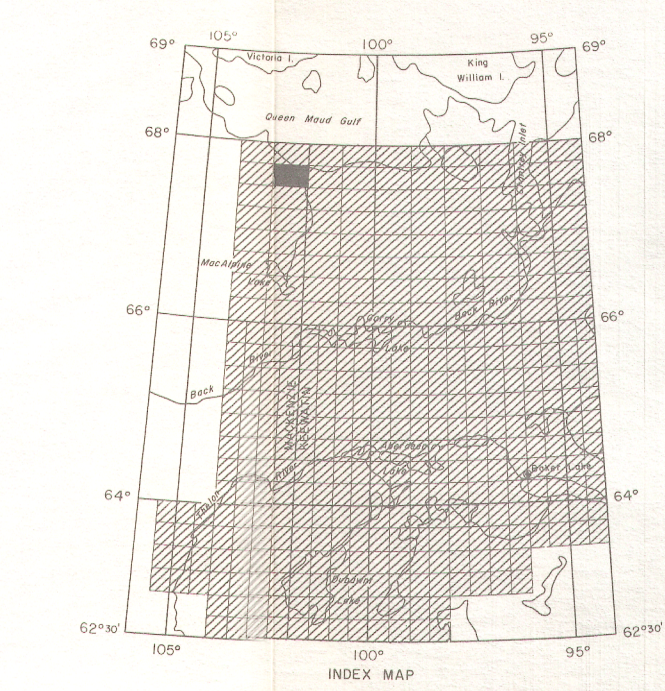 105°
100°
95°
69°
69°
Victoria I.
King
William I.
Queen Maud Gulf
68°
68°
Chantrey Inlet
MacAlpine
Lake
66°
66°
Garry
Lake
Back River
Back River
MACKENZIE
KEEWATIN
Aberdeen
Lake
Baker Lake
64°
64°
Thelon River
Dubawnt
Lake
62°30'
62°30'
105°
100°
95°
INDEX MAP